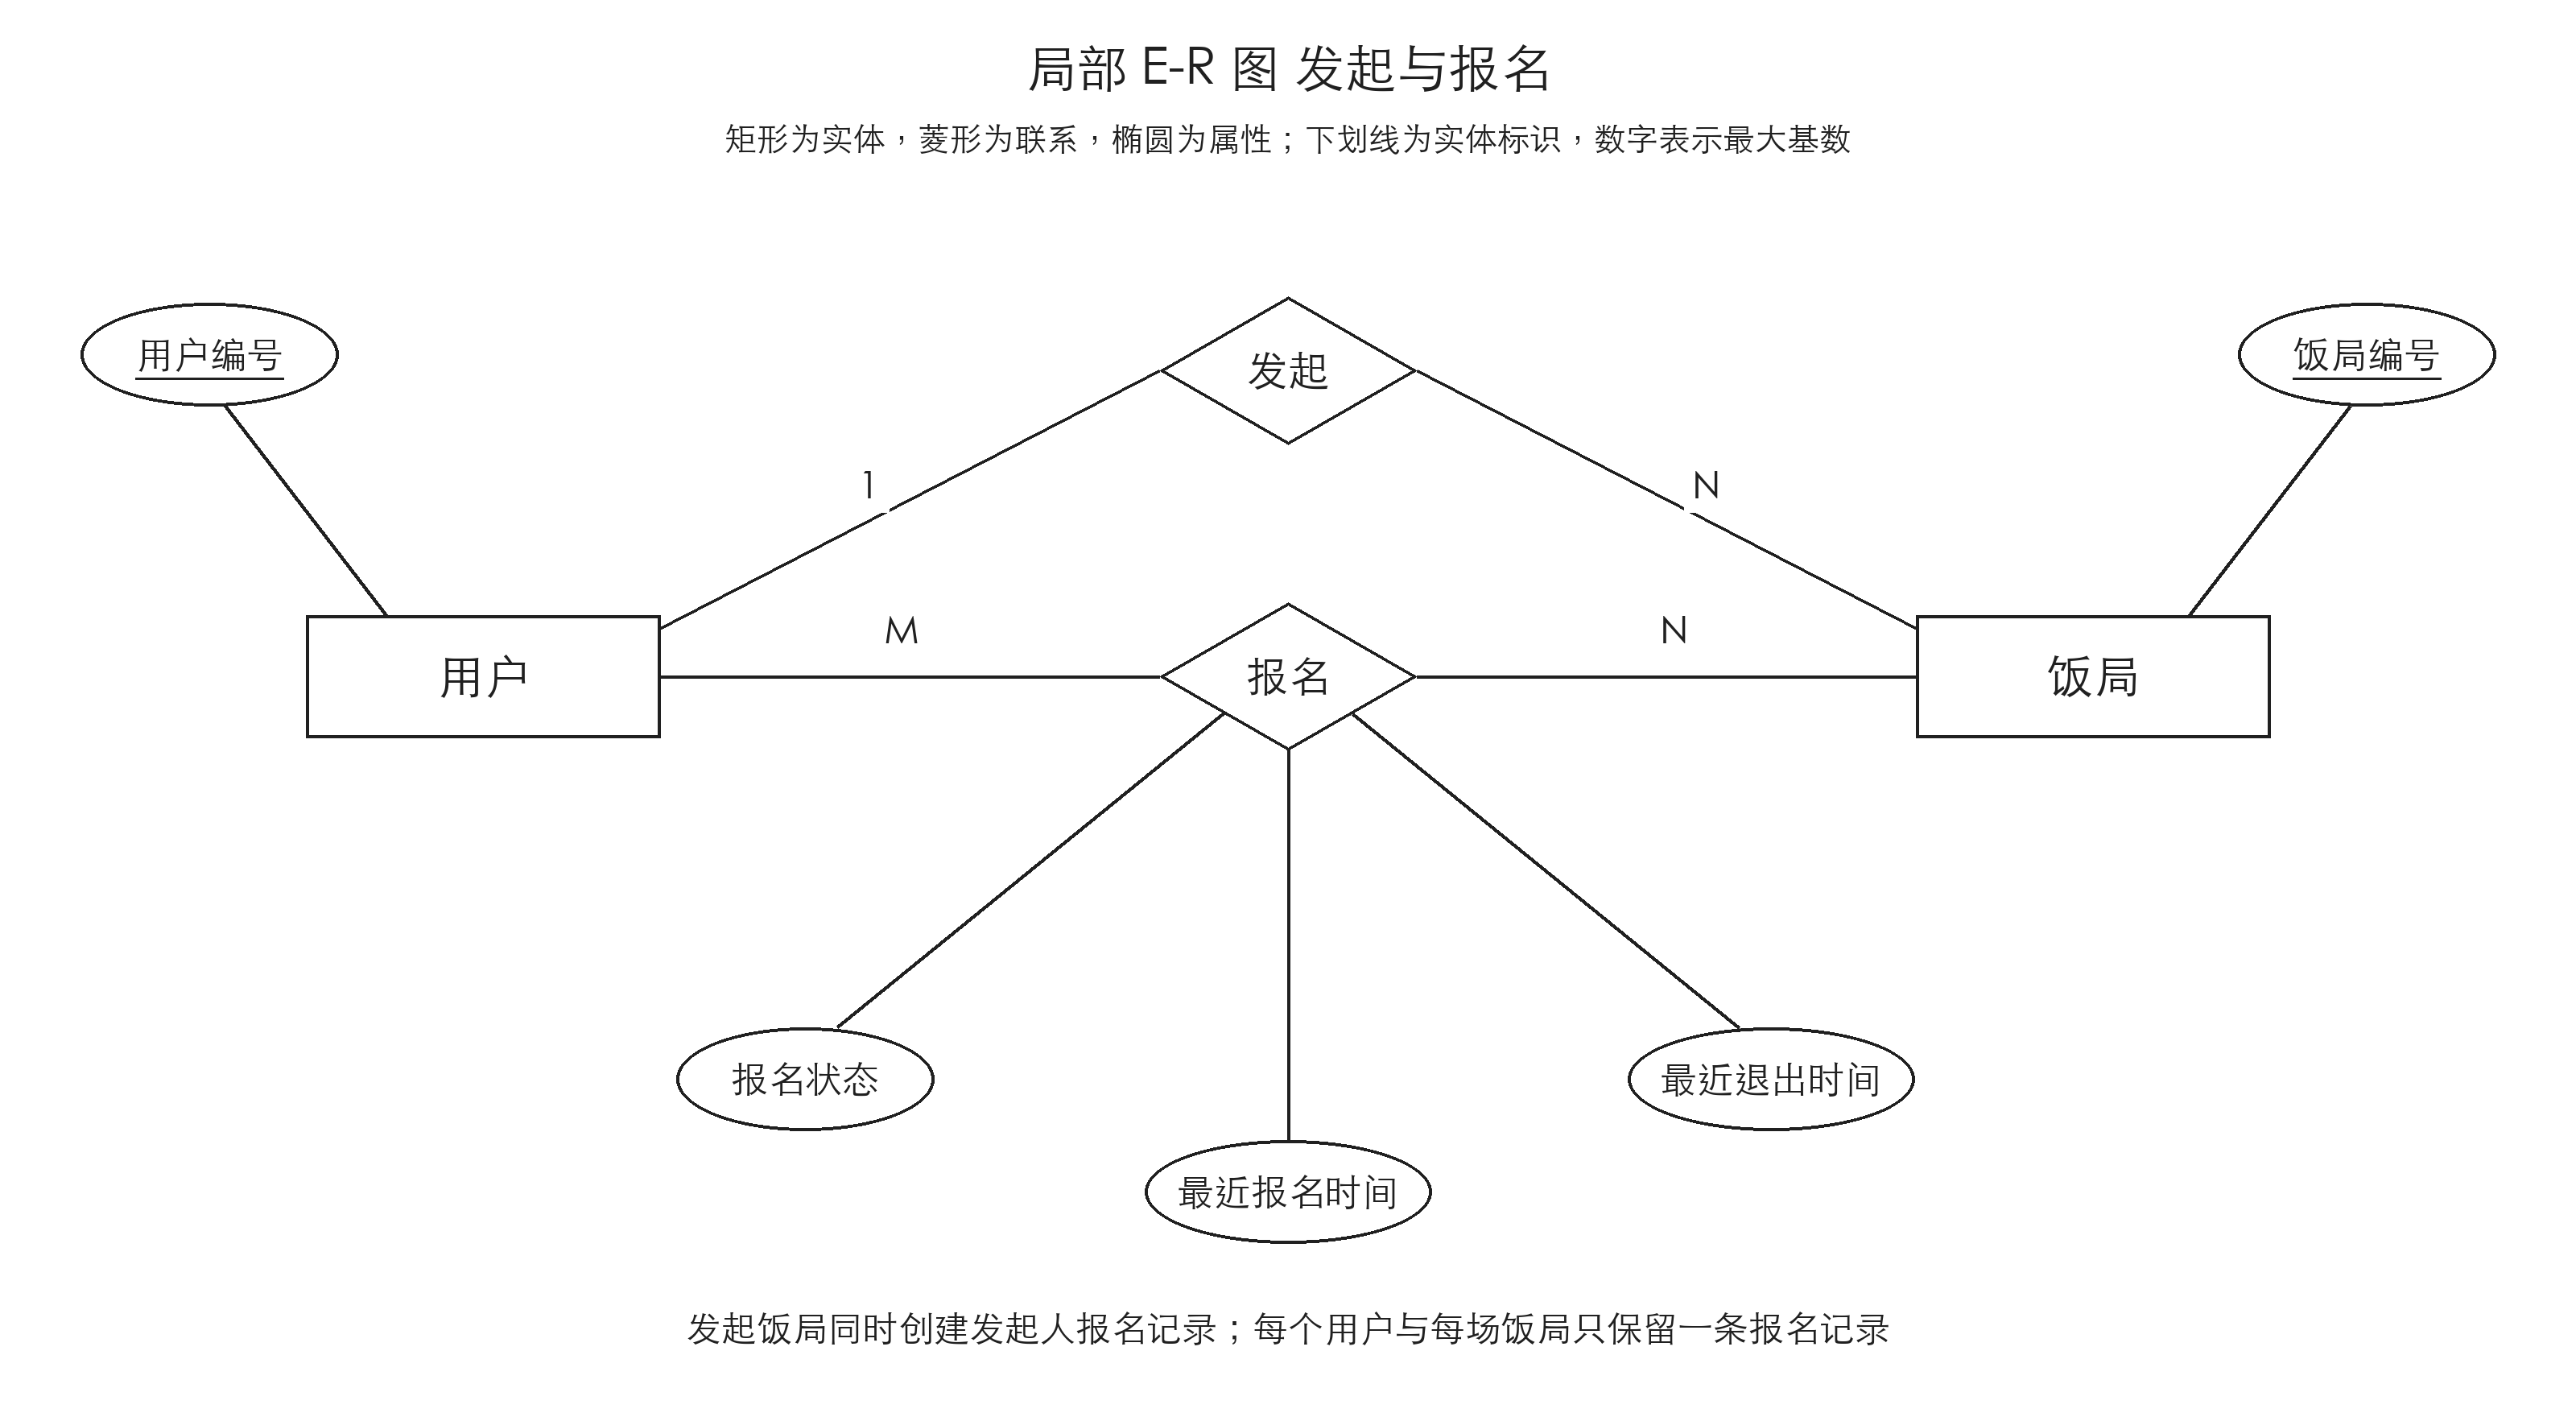 局部 E-R 图 发起与报名
矩形为实体，菱形为联系，椭圆为属性；下划线为实体标识，数字表示最大基数
用户编号
发起
饭局编号
1
N
M
N
用户
报名
饭局
报名状态
最近退出时间
最近报名时间
发起饭局同时创建发起人报名记录；每个用户与每场饭局只保留一条报名记录